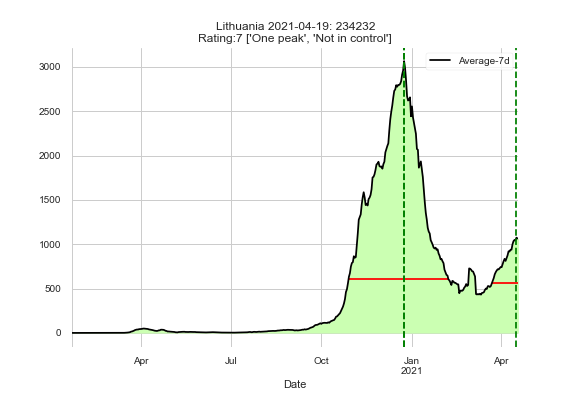 Lithuania 2021-04-19: 234232
Rating:7 ['One peak', 'Not in control']
Average-7d
3000
2500
2000
1500
1000
500
0
Apr
Jul
Oct
Jan
2021
Apr
Date